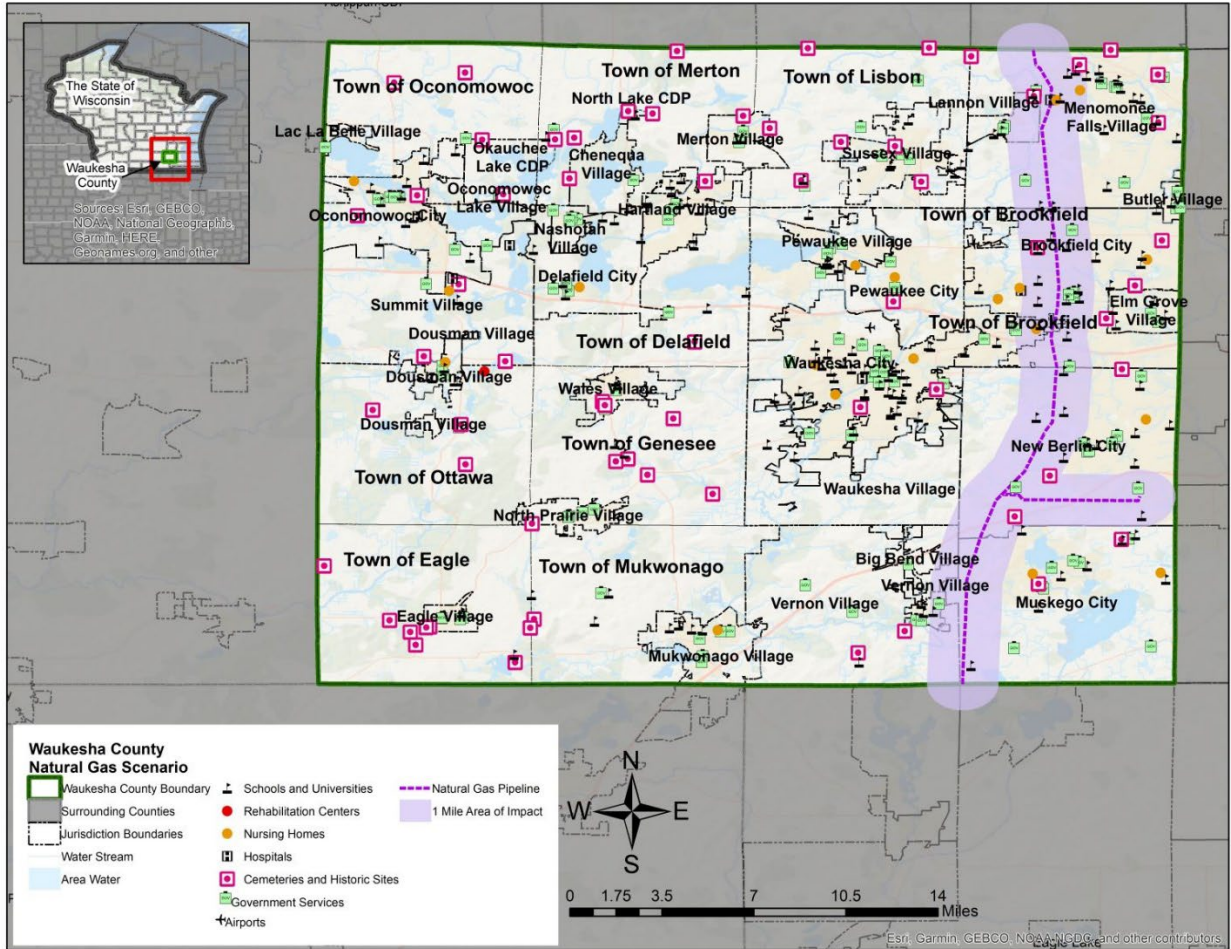 The State of
Wisconsin
Waukesha
County
Sources: Esri, GEBCO,
NOAA, National Geographic,
Garmin, HERE,
Geonames.org, and other
Town of Oconomowoc
Town of Merton
Town of Lisbon
North Lake CDP
Lannon Village
Menomonee
Falls Village
Lac La Belle Village
Okauchee
Lake CDP
Chenequa
Village
Merton Village
Sussex Village
Oconomowoc
Lake Village
Oconomowoc City
Hartland Village
Butler Village
Town of Brookfield
Nashotah
Village
Pewaukee Village
Brookfield City
Delafield City
Pewaukee City
Summit Village
Elm Grove
Village
Dousman Village
Town of Delafield
Town of Brookfield
Waukesha City
Dousman Village
Wales Village
Dousman Village
Town of Genesee
New Berlin City
Town of Ottawa
Waukesha Village
North Prairie Village
Town of Eagle
Town of Mukwonago
Big Bend Village
Vernon Village
Vernon Village
Muskego City
Eagle Village
Mukwonago Village
Waukesha County
Natural Gas Scenario
Waukesha County Boundary
Surrounding Counties
Jurisdiction Boundaries
Water Stream
Area Water
Schools and Universities
Rehabilitation Centers
Nursing Homes
H Hospitals
Cemeteries and Historic Sites
Government Services
Airports
Natural Gas Pipeline
1 Mile Area of Impact
N
W E
S
0 1.75 3.5 7 10.5 14
Miles
Eagle Lake
Esri, Garmin, GEBCO, NOAA NGDC, and other contributors